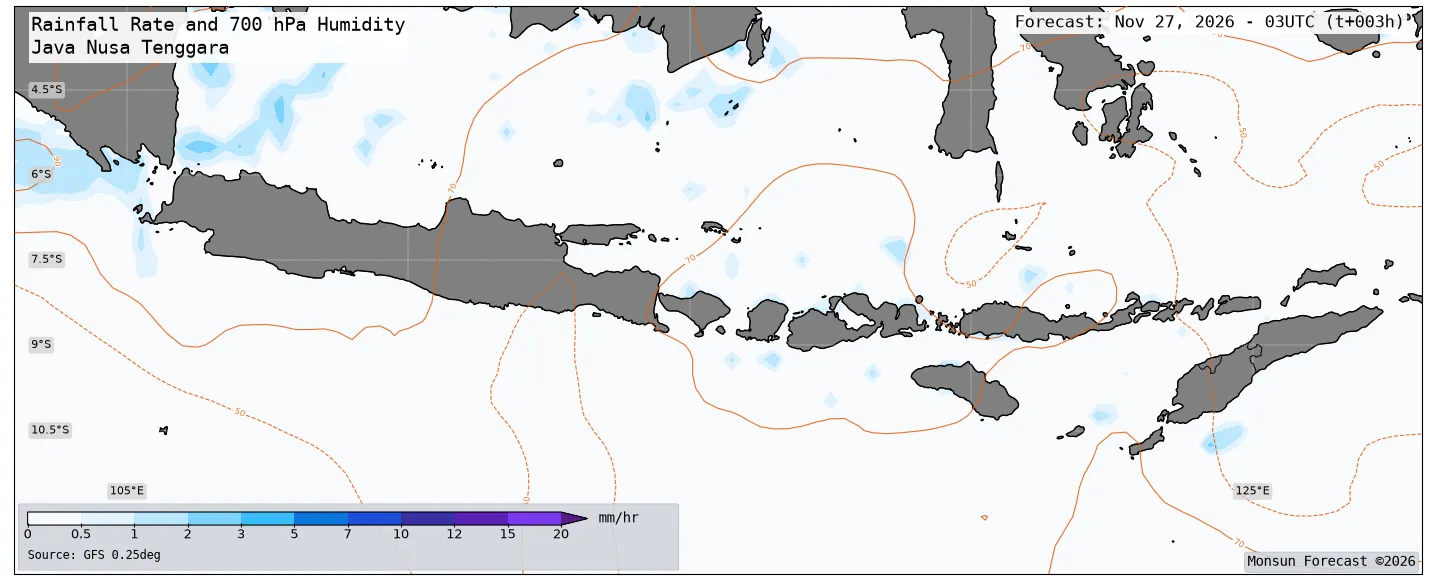 Rainfall Rate and 700 hPa Humidity
Java Nusa Tenggara
Forecast: Nov 27, 2026 - 03UTC (t+003h)
70
4.5°S
50
90
6°S
50
70
70
7.5°S
50
9°S
50
10.5°S
105°E
125°E
70
mm/hr
0 0.5 1 2 3 5 7 10 12 15 20
Source: GFS 0.25deg
Monsun Forecast ©2026